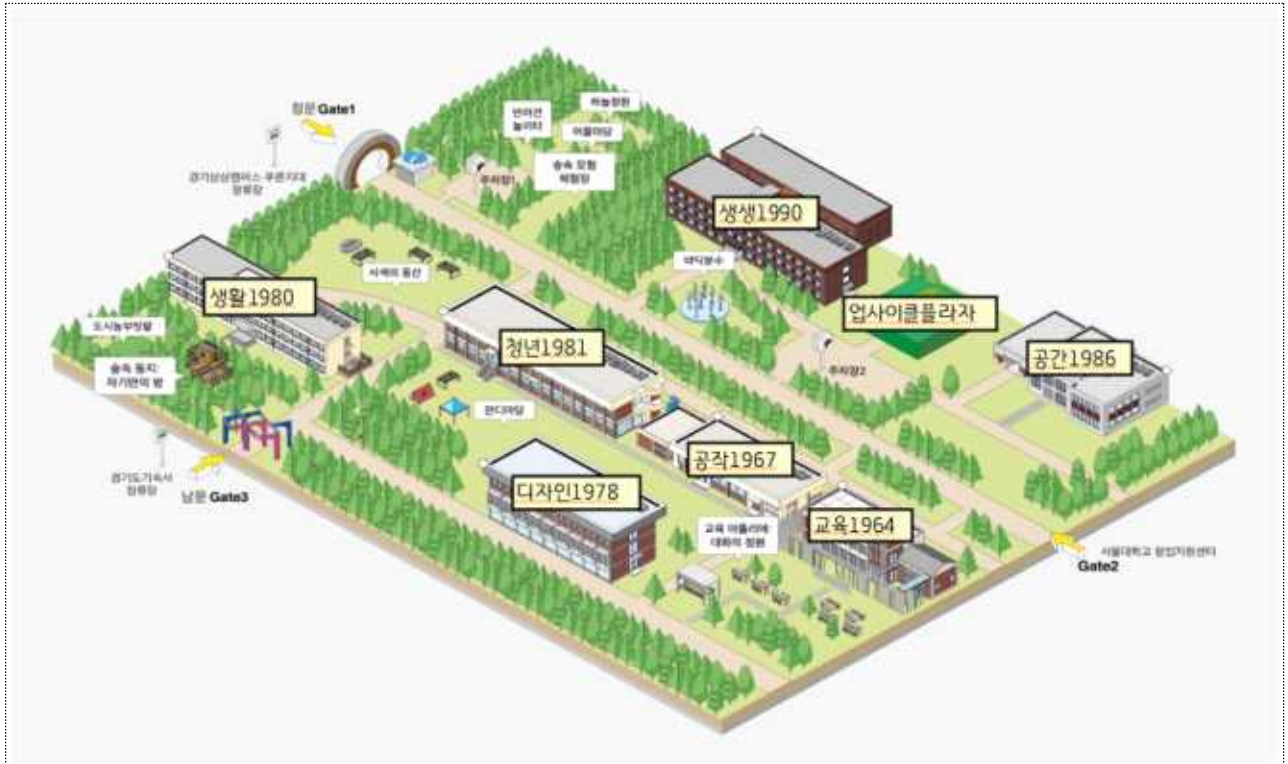 정문 Gate1
경기상상캠퍼스·푸른지대
정류장
반려견
놀이터
하늘정원
어울마당
숲속 모험
체험장
주차장1
생생1990
사색의 동산
바닥분수
생활1980
업사이클플라자
도시농부텃밭
청년1981
공간1986
숲속 둥지:
자기만의 방
주차장2
잔디마당
공작1967
경기도기숙사
정류장
남문 Gate3
디자인1978
교육1964
교육 아틀리에
대화의 정원
서울대학교 창업지원센터
Gate2